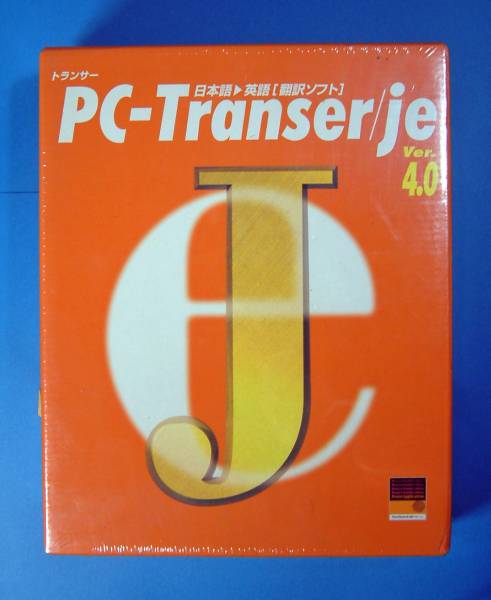 トランサー
日本語▶英語[翻訳ソフト]
PC-Transer/je
Ver.
4.0
e
J